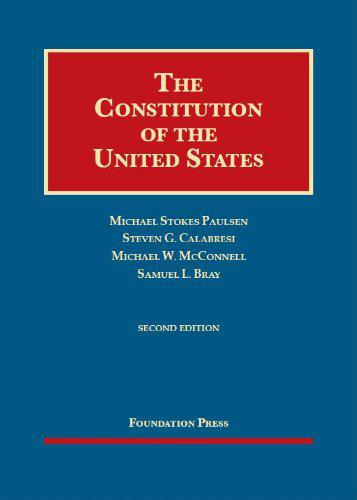 The
Constitution
of the
United States
Michael Stokes Paulsen
Steven G. Calabresi
Michael W. McConnell
Samuel L. Bray
SECOND EDITION
Foundation Press